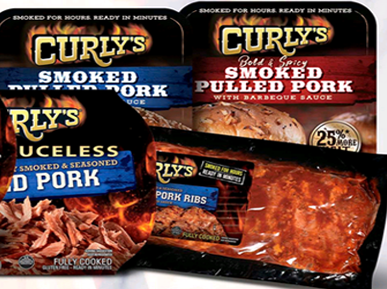 SMOKED FOR HOURS. READY IN MINUTES
CURLY'S
SMOKED
PULLED PORK
SAUCE
SMOKED FOR HOURS. READY IN MINUTES
CURLY'S
Bold & Spicy
SMOKED
PULLED PORK
WITH BARBEQUE SAUCE
25% MORE
RLY'S
UCELESS
SMOKED & SEASONED
D PORK
FULLY COOKED
GLUTEN FREE - READY IN MINUTES
RLY'S
PORK RIBS
FULLY COOKED
SMOKED FOR HOURS
READY IN MINUTES